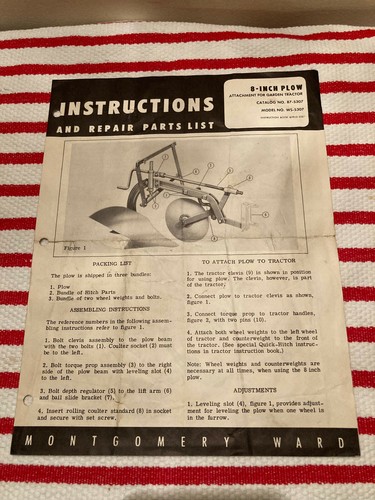 INSTRUCTIONS
AND REPAIR PARTS LIST
8-INCH PLOW
ATTACHMENT FOR GARDEN TRACTOR
CATALOG NO. 87-5307
MODEL NO. WS-5307
Figure 1
PACKING LIST
The plow is shipped in three bundles:
1. Plow
2. Bundle of Hitch Parts
3. Bundle of two wheel weights and bolts.
ASSEMBLING INSTRUCTIONS
The reference numbers in the following assem-
bling instructions refer to figure 1.
1. Bolt clevis assembly to the plow beam
with the two bolts (1). Coulter socket (2) must
be to the left.
2. Bolt torque prop assembly (3) to the right
side of the plow beam with leveling slot (4)
to the left.
3. Bolt depth regulator (5) to the lift arm (6)
and bail slide bracket (7).
4. Insert rolling coulter standard (8) in socket
and secure with set screw.
TO ATTACH PLOW TO TRACTOR
1. The tractor clevis (9) is shown in position
for using plow. The clevis, however, is part
of the tractor.
2. Connect plow to tractor clevis as shown,
figure 1.
3. Connect torque prop to tractor handles,
figure 2, with two pins (10).
4. Attach both wheel weights to the left wheel
of tractor and counterweight to the front of
the tractor. (See special Quick-Hitch instruc-
tions in tractor instruction book.)
Note: Wheel weights and counterweights are
necessary at all times, when using the 8 inch
plow.
ADJUSTMENTS
1. Leveling slot (4), figure 1, provides adjust-
ment for leveling the plow when one wheel is
in the furrow.
MONTGOMERY WARD